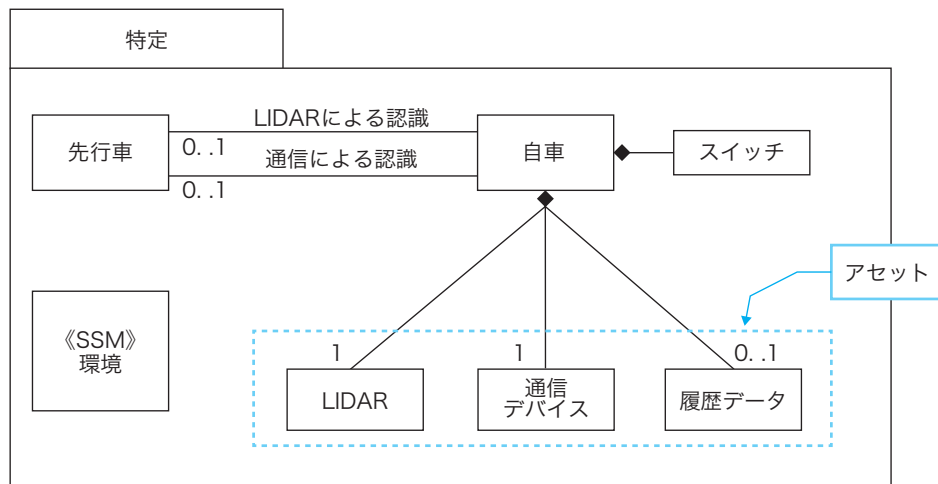 特定
LIDARによる認識
先行車
0. .1
通信による認識
0. .1
自車
スイッチ
アセット
《SSM》
環境
1
1
0. .1
LIDAR
通信
デバイス
履歴データ